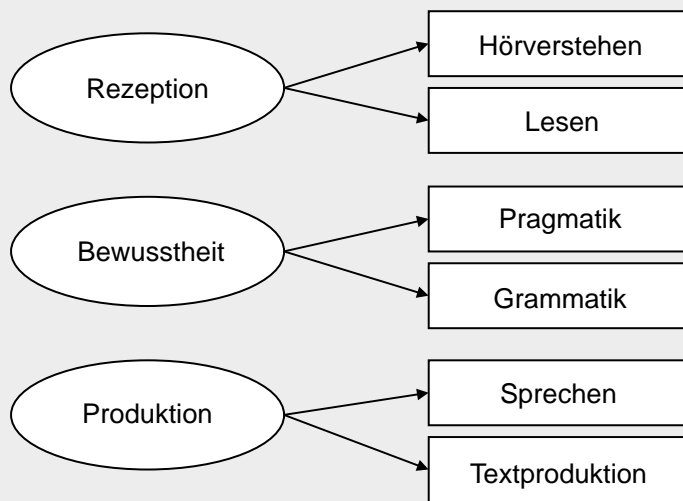 Rezeption
Hörverstehen
Lesen
Bewusstheit
Pragmatik
Grammatik
Produktion
Sprechen
Textproduktion